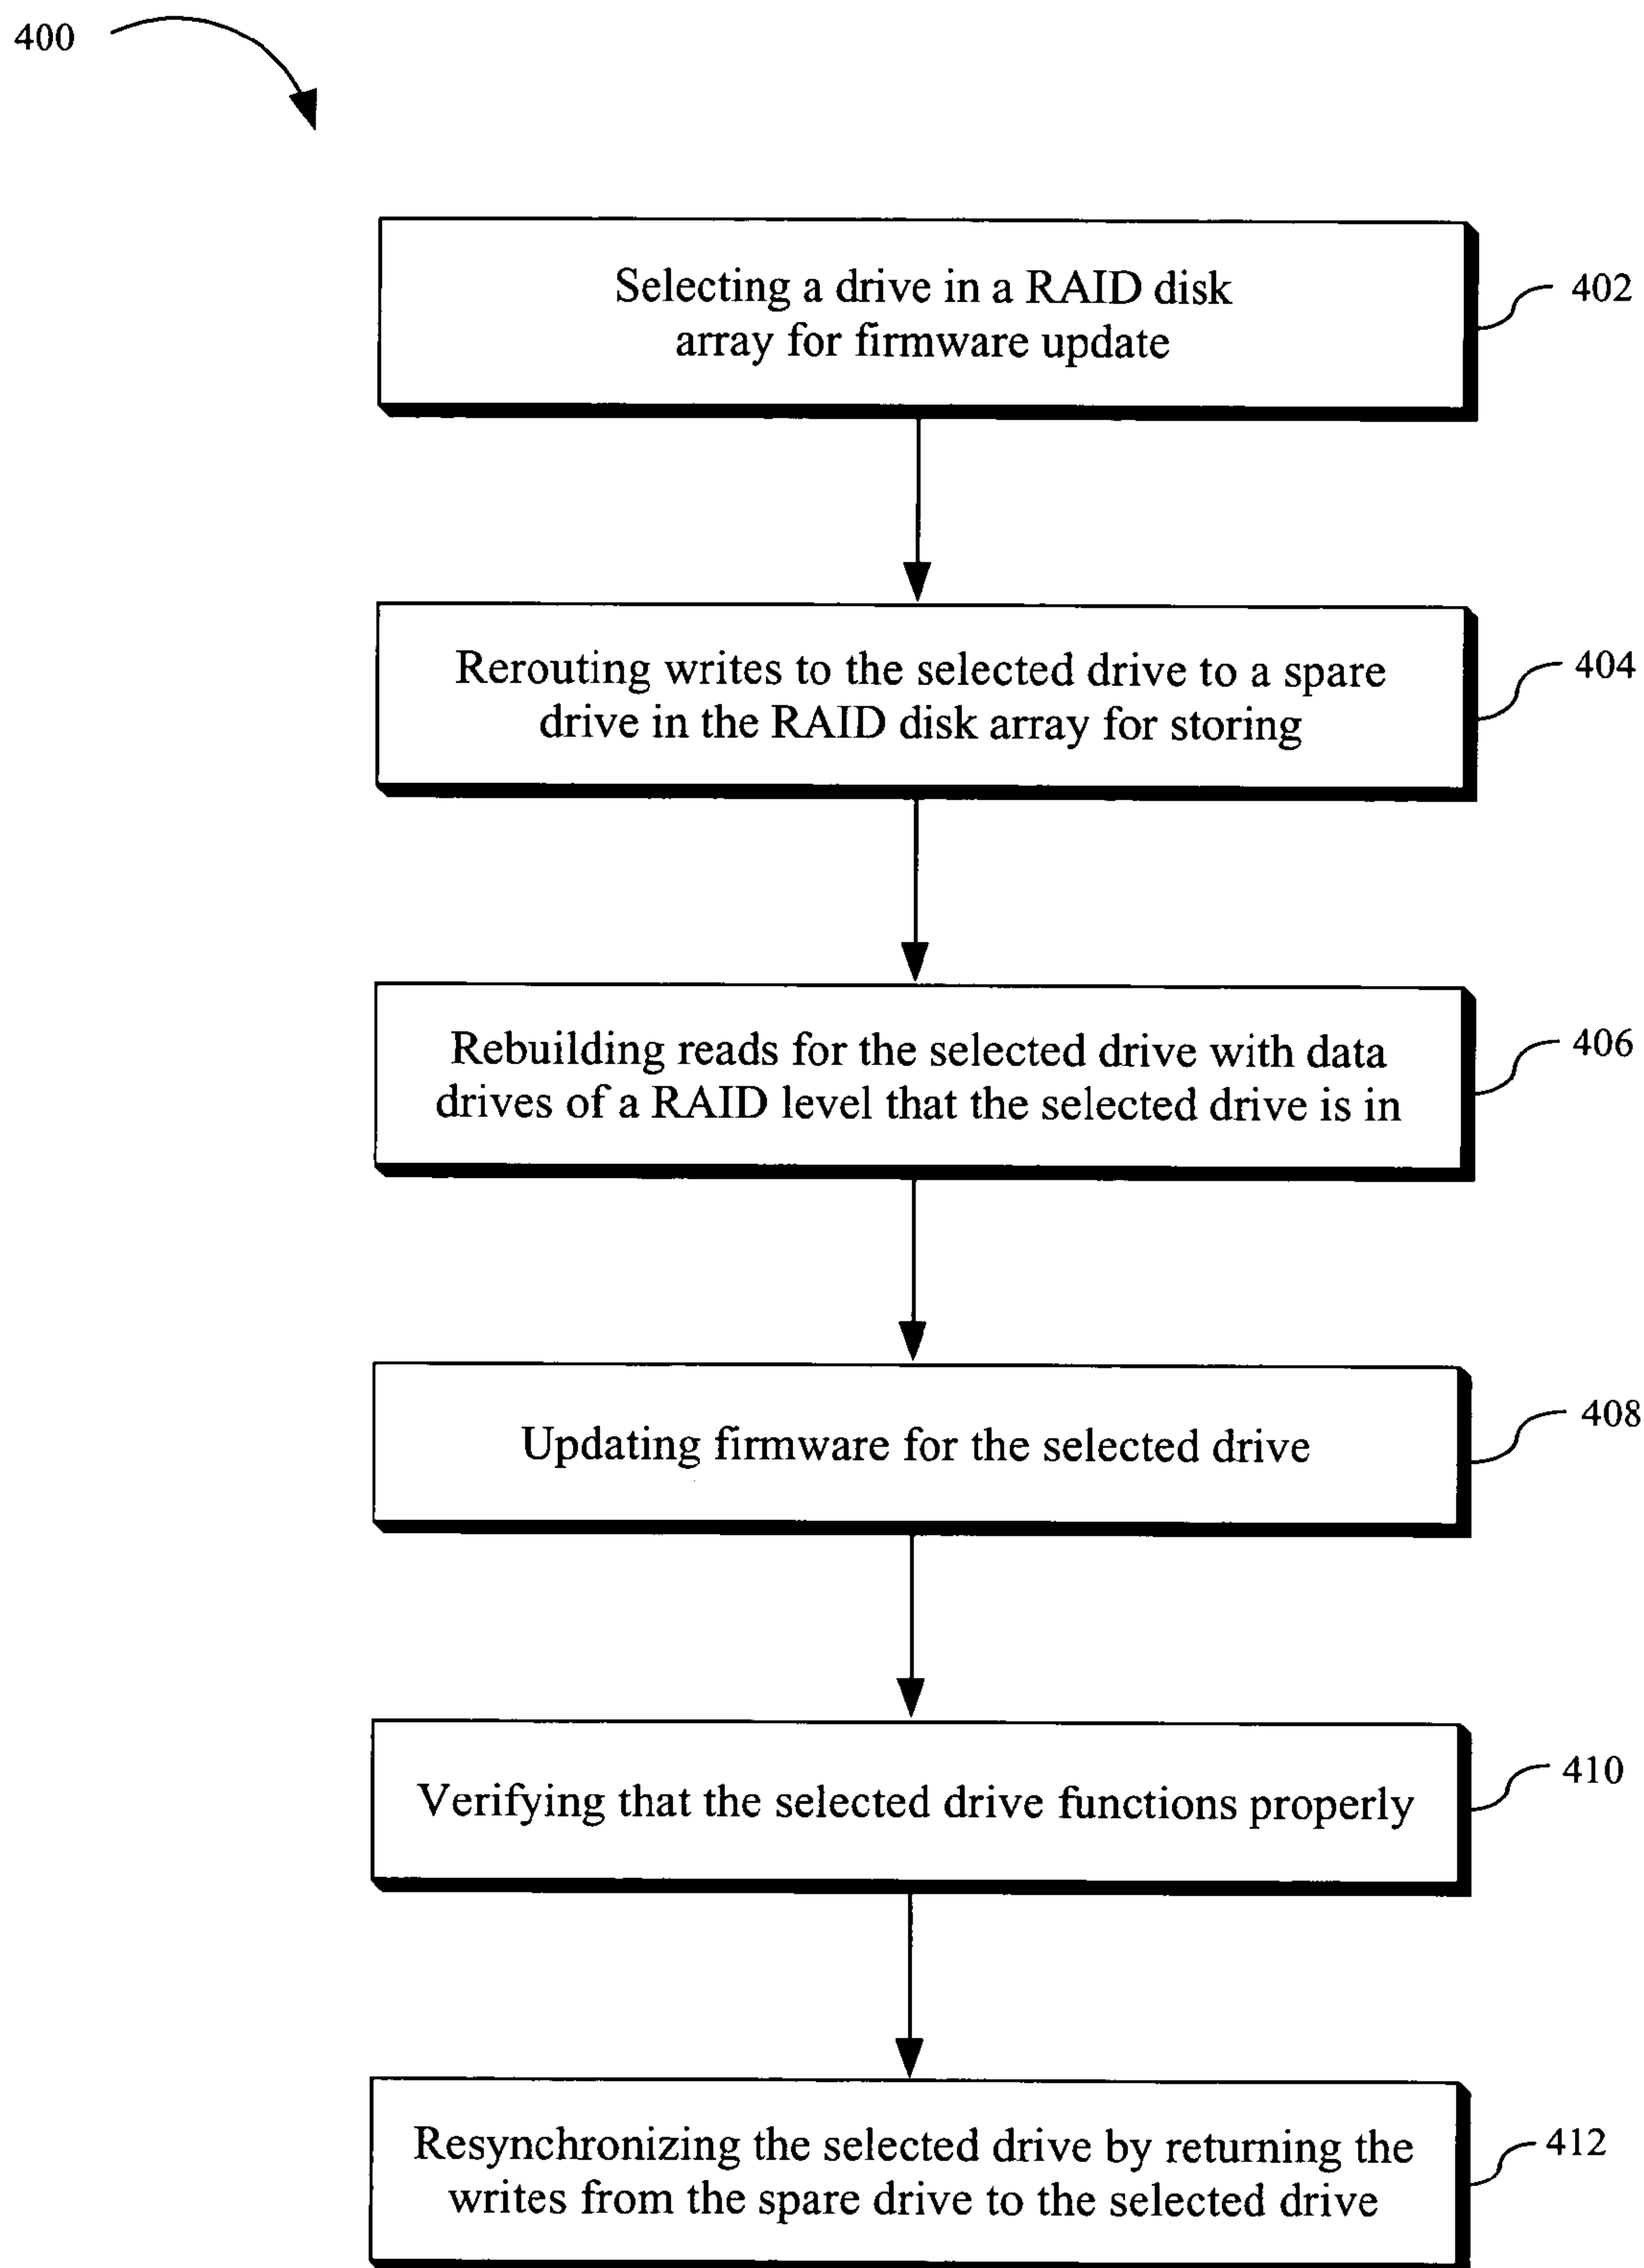 400
Selecting a drive in a RAID disk
array for firmware update
402
Rerouting writes to the selected drive to a spare
drive in the RAID disk array for storing
404
Rebuilding reads for the selected drive with data
drives of a RAID level that the selected drive is in
406
Updating firmware for the selected drive
408
Verifying that the selected drive functions properly
410
Resynchronizing the selected drive by returning the
writes from the spare drive to the selected drive
412